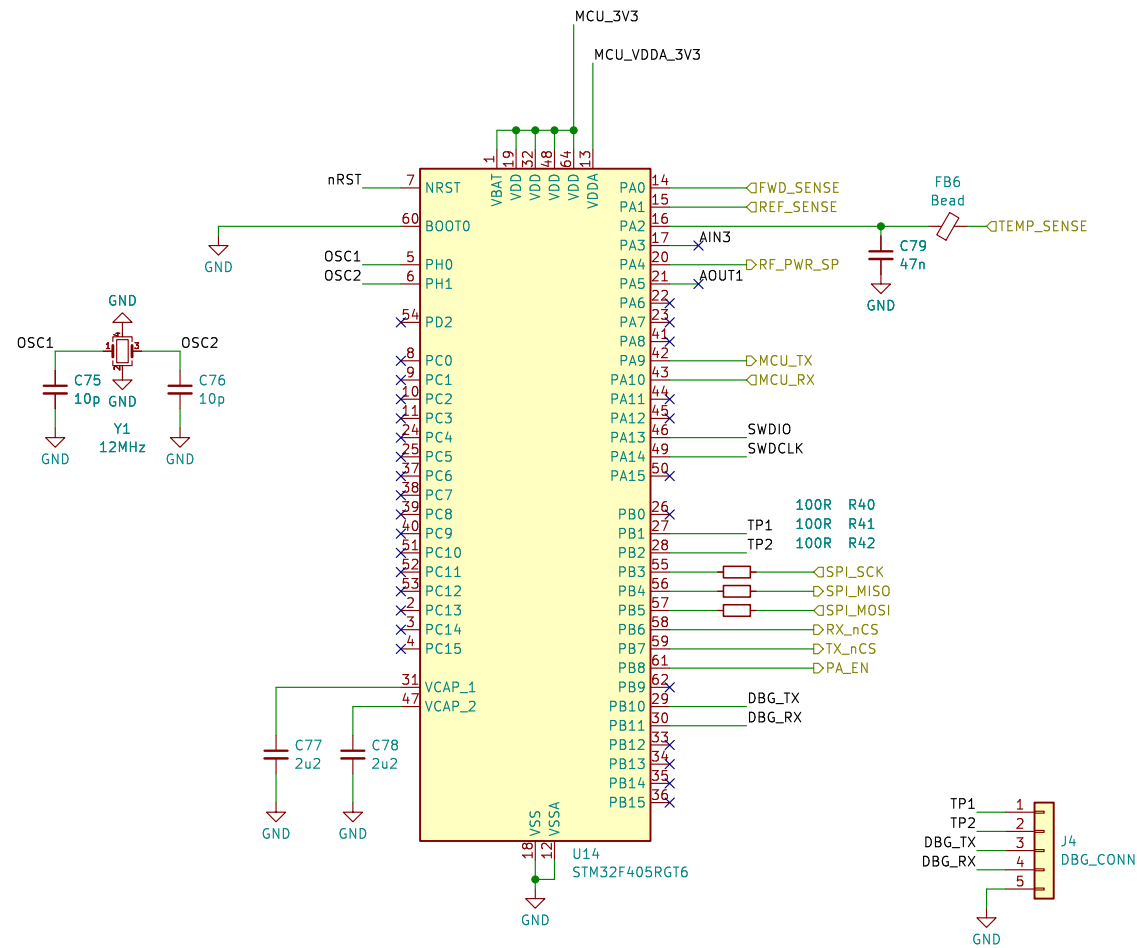 MCU_3V3
MCU_VDDA_3V3
1 19 32 48 64 13
VBAT VDD VDD VDD VDD VDDA
nRST 7 NRST
60 BOOT0
GND
OSC1 5 PH0
OSC2 6 PH1
54 PD2
8 PC0
9 PC1
10 PC2
11 PC3
24 PC4
25 PC5
37 PC6
38 PC7
39 PC8
40 PC9
51 PC10
52 PC11
53 PC12
2 PC13
3 PC14
4 PC15
31 VCAP_1
47 VCAP_2
PA0 14 FWD_SENSE
PA1 15 REF_SENSE
PA2 16
PA3 17 AIN3
PA4 20 RF_PWR_SP
PA5 21 AOUT1
PA6 22
PA7 23
PA8 41
PA9 42 MCU_TX
PA10 43 MCU_RX
PA11 44
PA12 45
PA13 46 SWDIO
PA14 49 SWDCLK
PA15 50
PB0 26
PB1 27 TP1
PB2 28 TP2
PB3 55 SPI_SCK
PB4 56 SPI_MISO
PB5 57 SPI_MOSI
PB6 58 RX_nCS
PB7 59 TX_nCS
PB8 61 PA_EN
PB9 62
PB10 29 DBG_TX
PB11 30 DBG_RX
PB12 33
PB13 34
PB14 35
PB15 36
100R R40
100R R41
100R R42
FB6
Bead
TEMP_SENSE
C79
47n
GND
GND
4
OSC1 1 3 OSC2
2
GND
C75
10p
C76
10p
Y1
12MHz
GND
GND
C77
2u2
C78
2u2
GND
GND
VSS VSSA
18 12
U14
STM32F405RGT6
GND
TP1 1
TP2 2
DBG_TX 3
DBG_RX 4
5
J4
DBG_CONN
GND